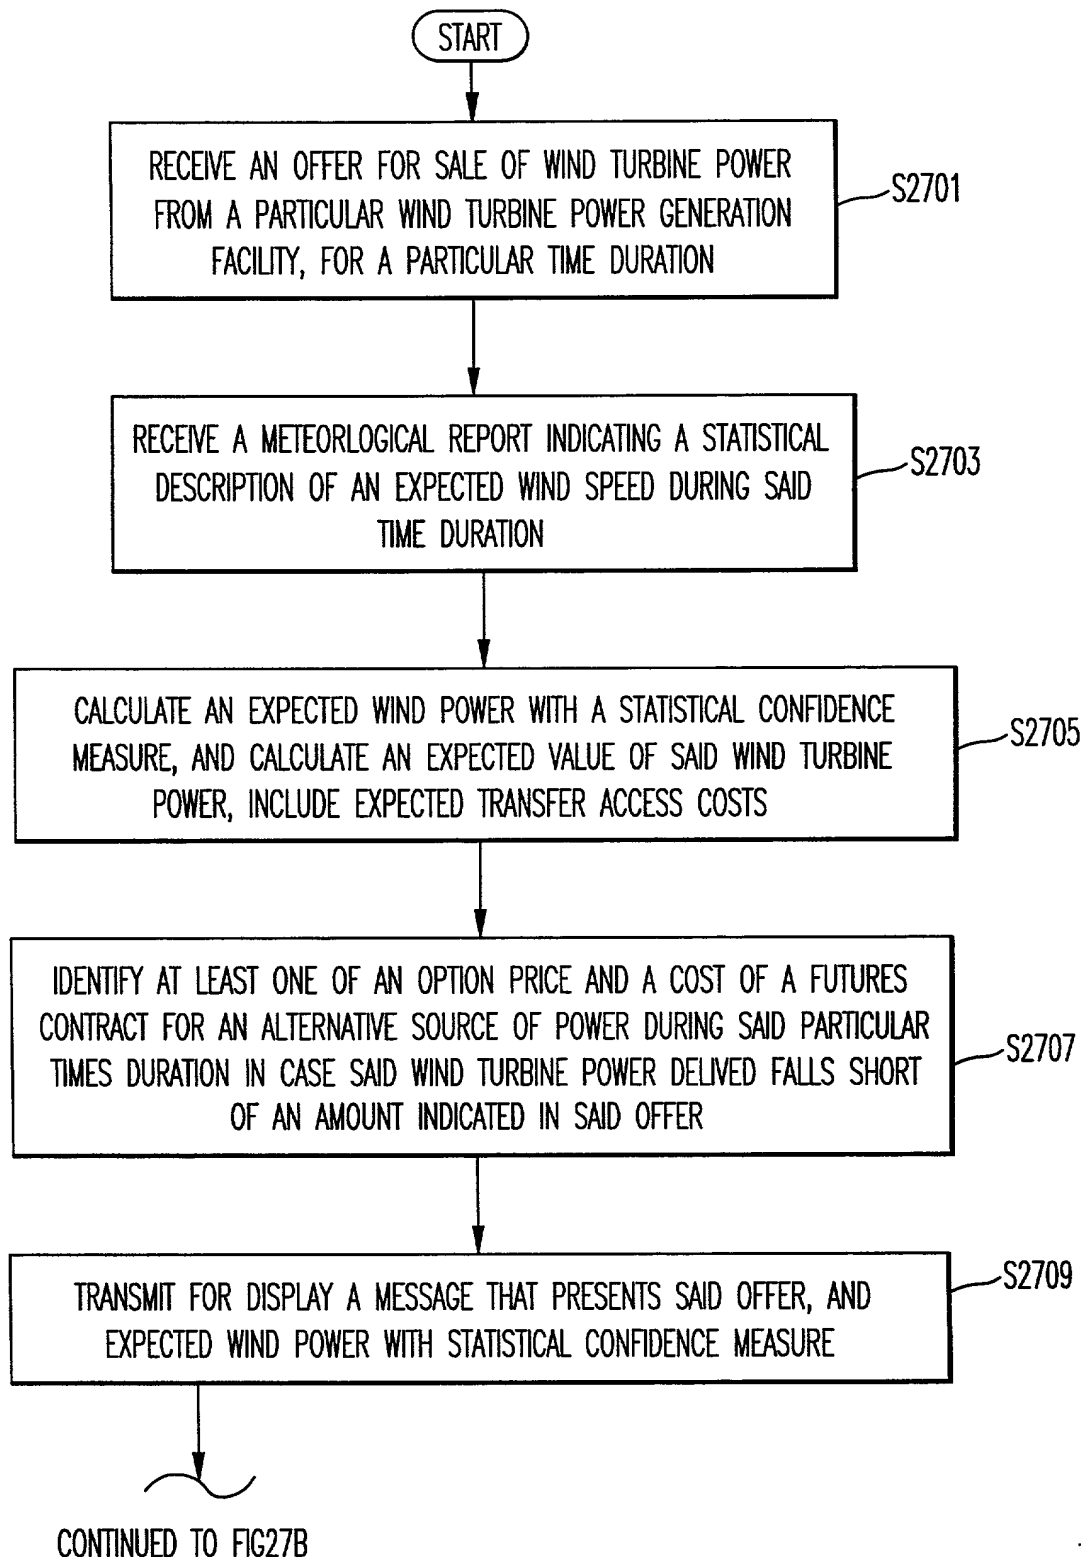 START
RECEIVE AN OFFER FOR SALE OF WIND TURBINE POWER
FROM A PARTICULAR WIND TURBINE POWER GENERATION
FACILITY, FOR A PARTICULAR TIME DURATION
S2701
RECEIVE A METEORLOGICAL REPORT INDICATING A STATISTICAL
DESCRIPTION OF AN EXPECTED WIND SPEED DURING SAID
TIME DURATION
S2703
CALCULATE AN EXPECTED WIND POWER WITH A STATISTICAL CONFIDENCE
MEASURE, AND CALCULATE AN EXPECTED VALUE OF SAID WIND TURBINE
POWER, INCLUDE EXPECTED TRANSFER ACCESS COSTS
S2705
IDENTIFY AT LEAST ONE OF AN OPTION PRICE AND A COST OF A FUTURES
CONTRACT FOR AN ALTERNATIVE SOURCE OF POWER DURING SAID PARTICULAR
TIMES DURATION IN CASE SAID WIND TURBINE POWER DELIVED FALLS SHORT
OF AN AMOUNT INDICATED IN SAID OFFER
S2707
TRANSMIT FOR DISPLAY A MESSAGE THAT PRESENTS SAID OFFER, AND
EXPECTED WIND POWER WITH STATISTICAL CONFIDENCE MEASURE
S2709
CONTINUED TO FIG27B